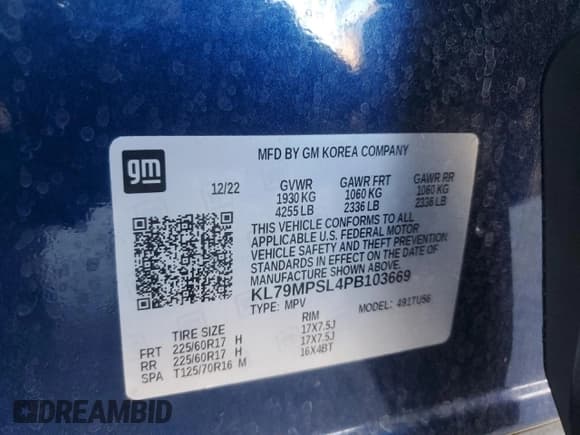 gm
MFD BY GM KOREA COMPANY
12/22 GVWR GAWR FRT GAWR RR
1930 KG 1060 KG 1060 KG
4255 LB 2336 LB 2336 LB
THIS VEHICLE CONFORMS TO ALL
APPLICABLE U.S. FEDERAL MOTOR
VEHICLE SAFETY AND THEFT PREVENTION
STANDARDS IN EFFECT ON THE DATE OF
MANUFACTURE SHOWN ABOVE.
KL79MPSL4PB103669
TYPE: MPV MODEL: 491TU56
TIRE SIZE RIM
FRT 225/60R17 H 17X7.5J
RR 225/60R17 H 17X7.5J
SPA T125/70R16 M 16X4BT
DREAMBID